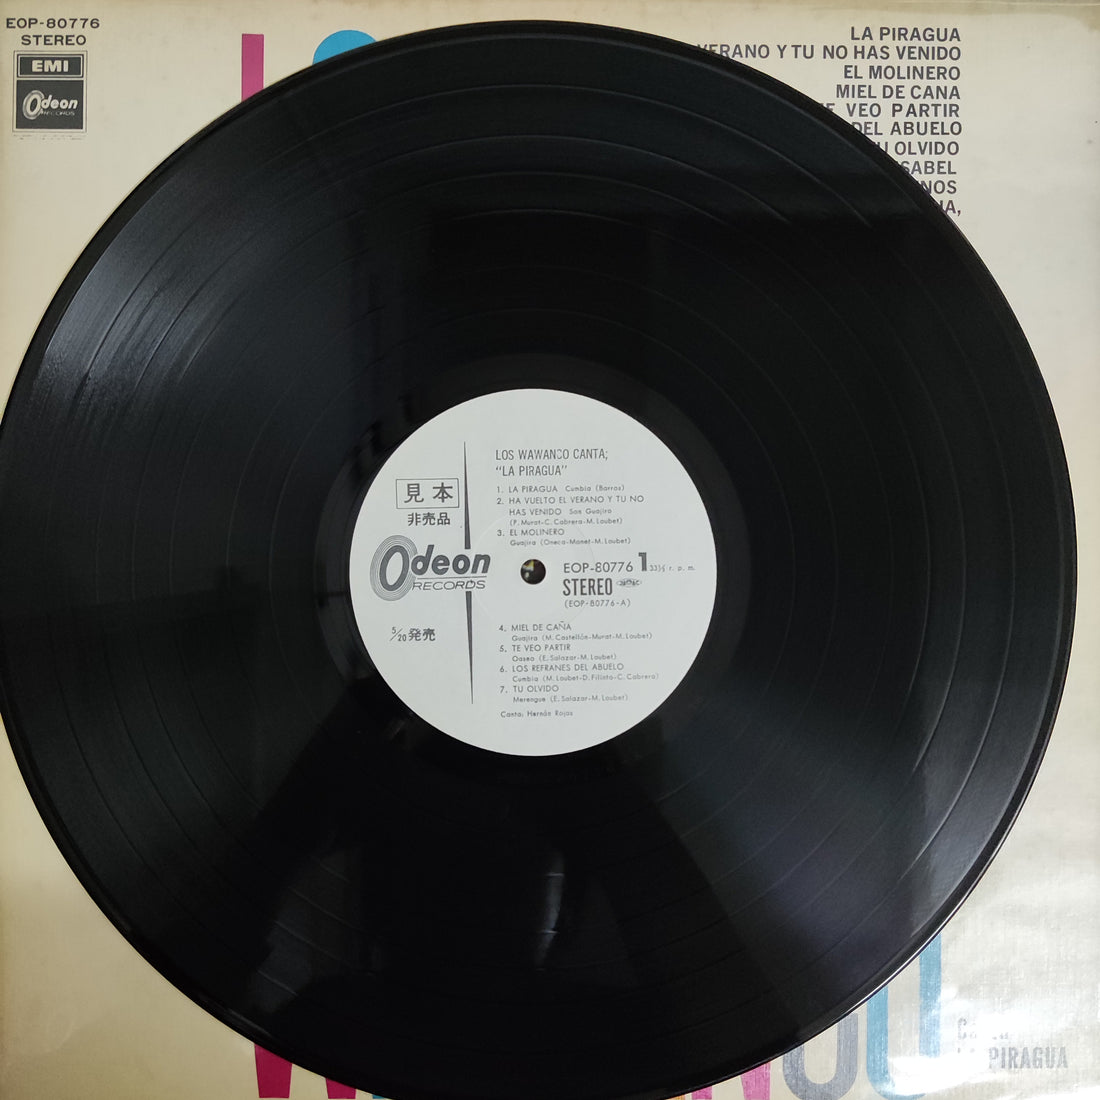 EOP-80776
STEREO
EMI
Odeon
RECORDS
LA PIRAGUA
VERANO Y TU NO HAS VENIDO
EL MOLINERO
MIEL DE CANA
VEO PARTIR
DEL ABUELO
OLVIDO
LOS WAWANCO CANTA;
"LA PIRAGUA"
1. LA PIRAGUA Cumbia (Barros)
2. HA VUELTO EL VERANO Y TU NO
HAS VENIDO Son Guajira
(P. Murat-C. Cabrera-M. Loubet)
3. EL MOLINERO
Guajira (Oneca-Monet-M. Loubet)
見本
非売品
Odeon
RECORDS
5/20 発売
EOP-80776 1 33⅓ r. p. m.
STEREO
(EOP-80776-A)
4. MIEL DE CAÑA
Guajira (M. Castellón-Murat-M. Loubet)
5. TE VEO PARTIR
Oaseo (E. Salazar-M. Loubet)
6. LOS REFRANES DEL ABUELO
Cumbia (M. Loubet-D. Filinto-C. Cabrera)
7. TU OLVIDO
Merengue (E. Salazar-M. Loubet)
Canta: Hernán Rojas
PIRAGUA